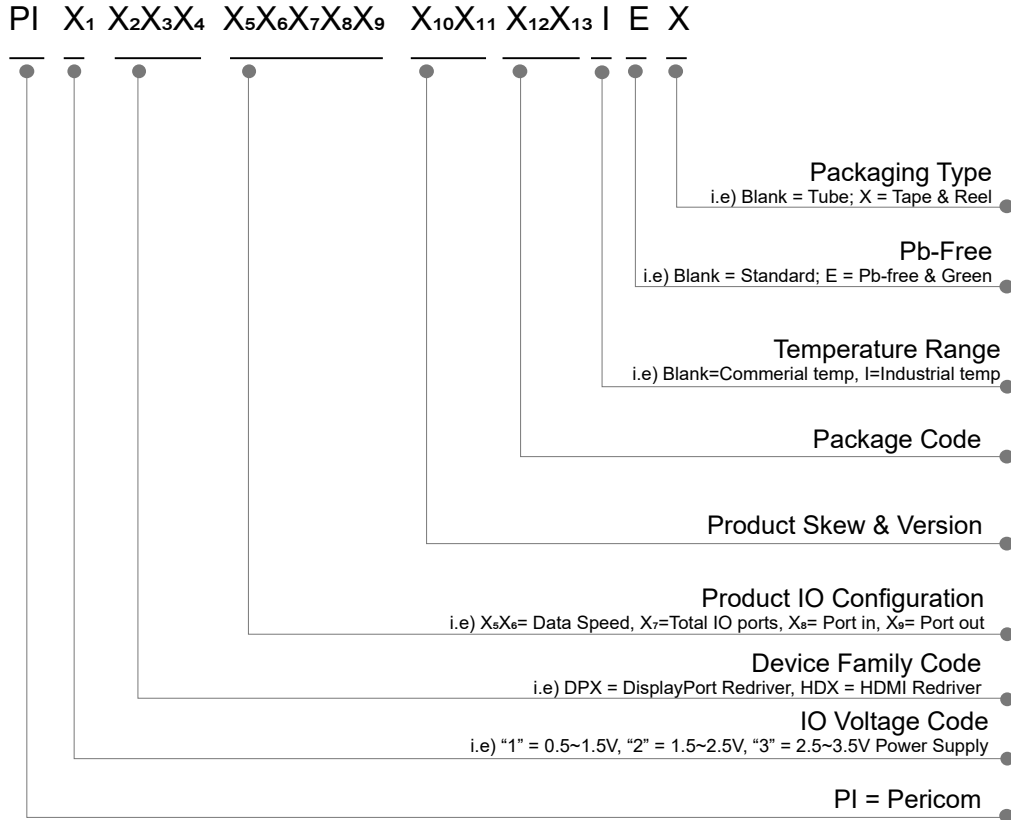 PI X₁ X₂X₃X₄ X₅X₆X₇X₈X₉ X₁₀X₁₁ X₁₂X₁₃ I E X
Packaging Type
i.e) Blank = Tube; X = Tape & Reel
Pb-Free
i.e) Blank = Standard; E = Pb-free & Green
Temperature Range
i.e) Blank=Commerial temp, I=Industrial temp
Package Code
Product Skew & Version
Product IO Configuration
i.e) X₅X₆= Data Speed, X₇=Total IO ports, X₈= Port in, X₉= Port out
Device Family Code
i.e) DPX = DisplayPort Redriver, HDX = HDMI Redriver
IO Voltage Code
i.e) “1” = 0.5~1.5V, “2” = 1.5~2.5V, “3” = 2.5~3.5V Power Supply
PI = Pericom